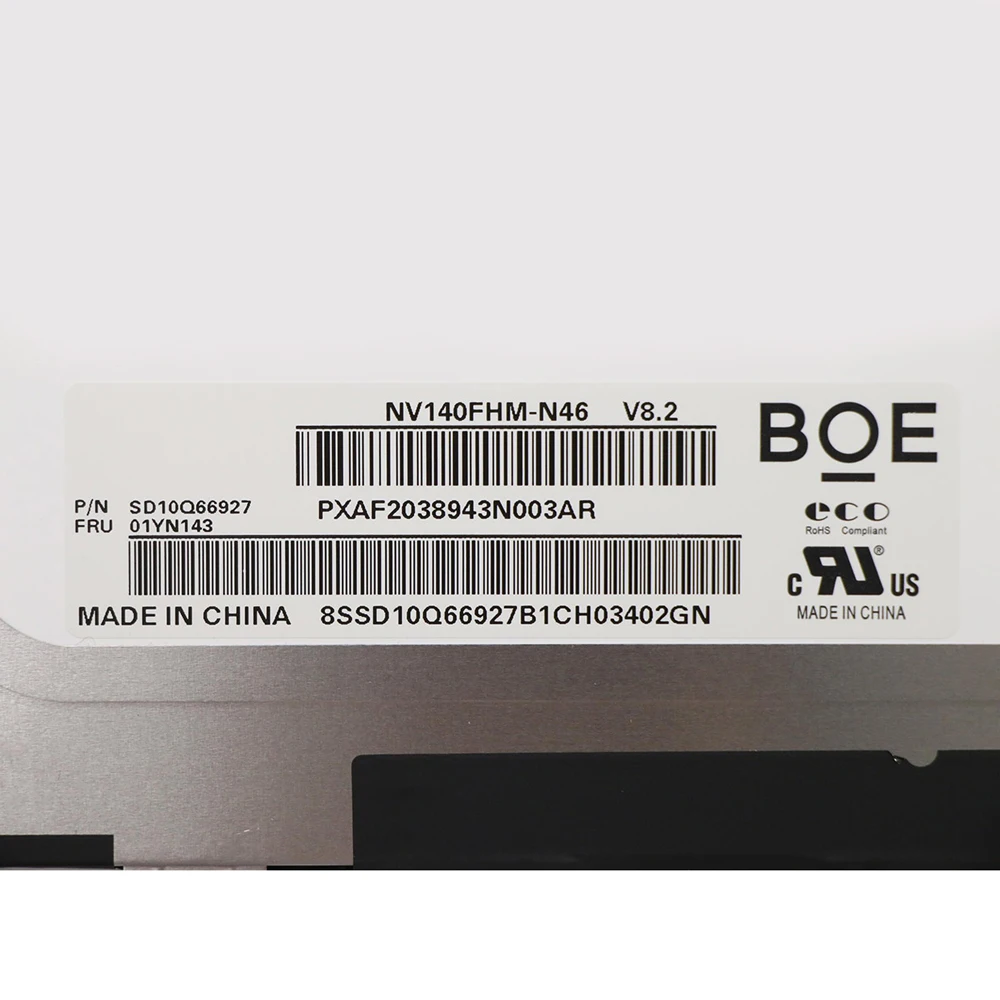 NV140FHM-N46 V8.2
BOE
P/N SD10Q66927
FRU 01YN143
PXAF2038943N003AR
eco
RoHS Compliant
C RU® US
MADE IN CHINA
MADE IN CHINA 8SSD10Q66927B1CH03402GN